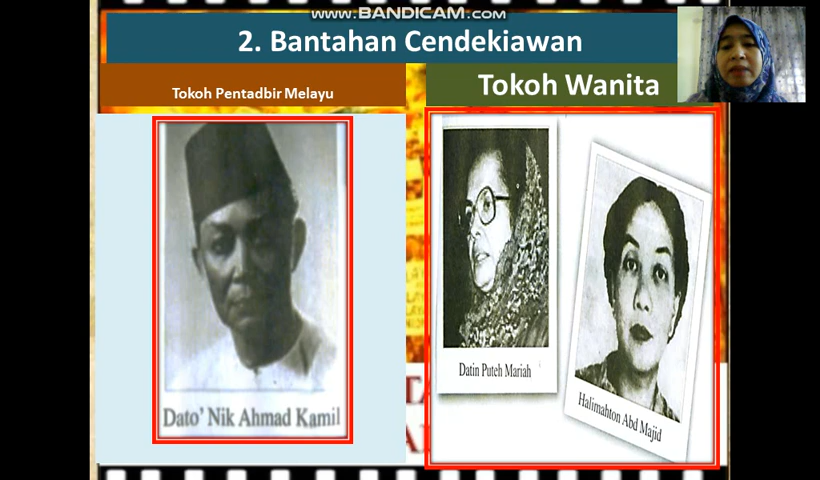 WWW.BANDICAM.COM
2. Bantahan Cendekiawan
Tokoh Pentadbir Melayu
Tokoh Wanita
Dato' Nik Ahmad Kamil
Datin Puteh Mariah
Halimahton Abd Majid